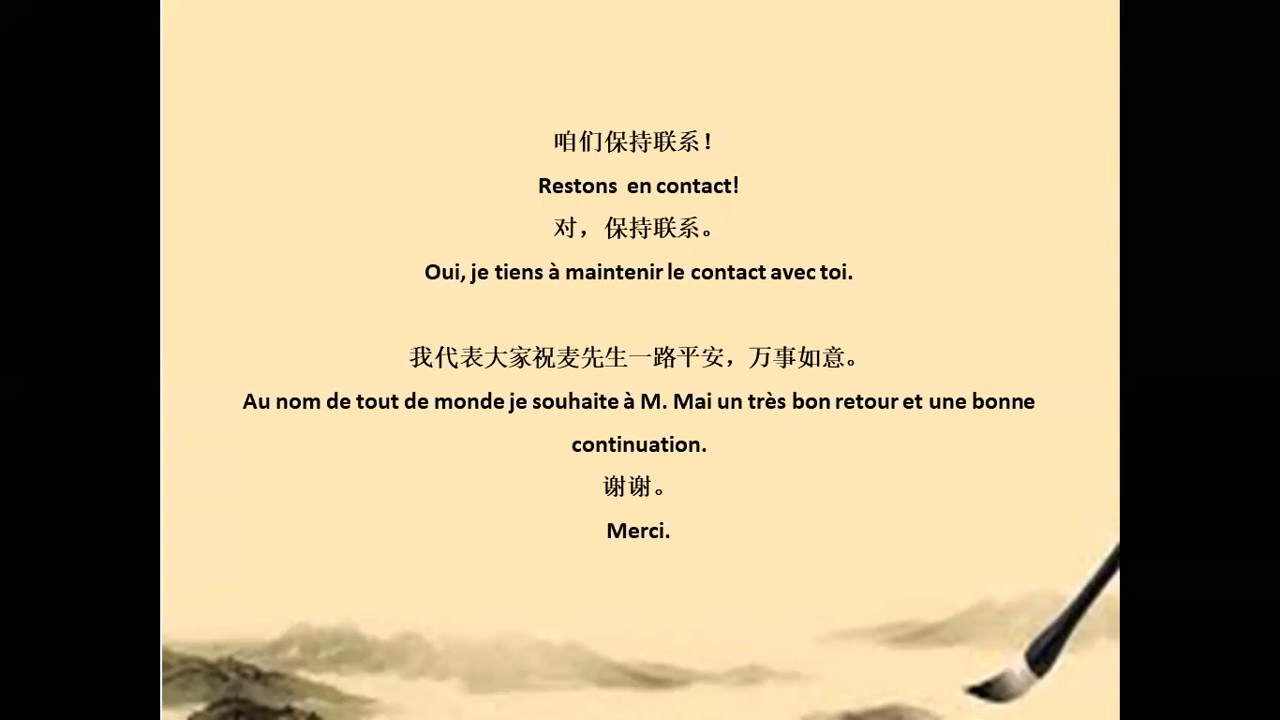 咱们保持联系！
Restons en contact!
对，保持联系。
Oui, je tiens à maintenir le contact avec toi.
我代表大家祝麦先生一路平安，万事如意。
Au nom de tout de monde je souhaite à M. Mai un très bon retour et une bonne
continuation.
谢谢。
Merci.